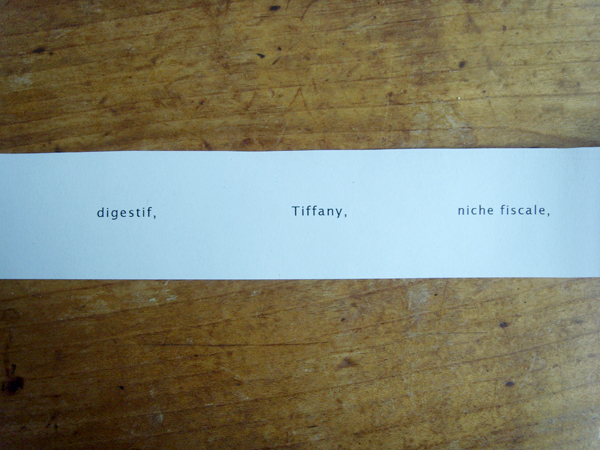 digestif, Tiffany, niche fiscale,